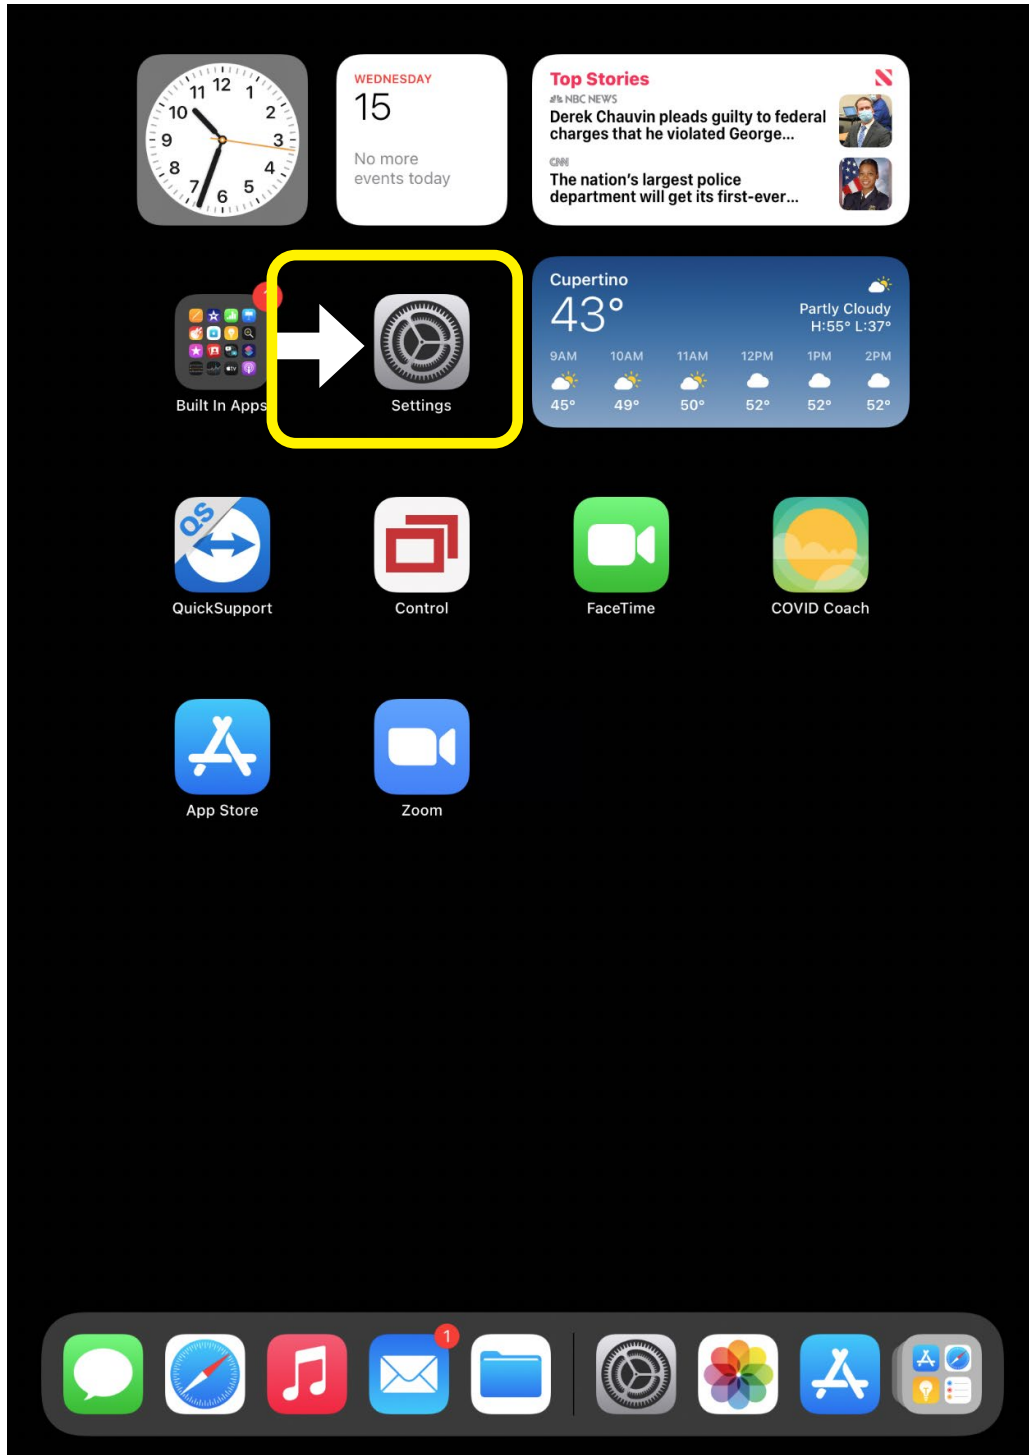 11 12 1
10 2
9 3
8 4
7 6 5
WEDNESDAY
15
No more
events today
Top Stories
NBC NEWS
Derek Chauvin pleads guilty to federal
charges that he violated George...
CNN
The nation's largest police
department will get its first-ever...
Built In Apps
Settings
Cupertino
43°
Partly Cloudy
H:55° L:37°
9AM 10AM 11AM 12PM 1PM 2PM
45° 49° 50° 52° 52° 52°
QS
QuickSupport
Control
FaceTime
COVID Coach
App Store
Zoom
1